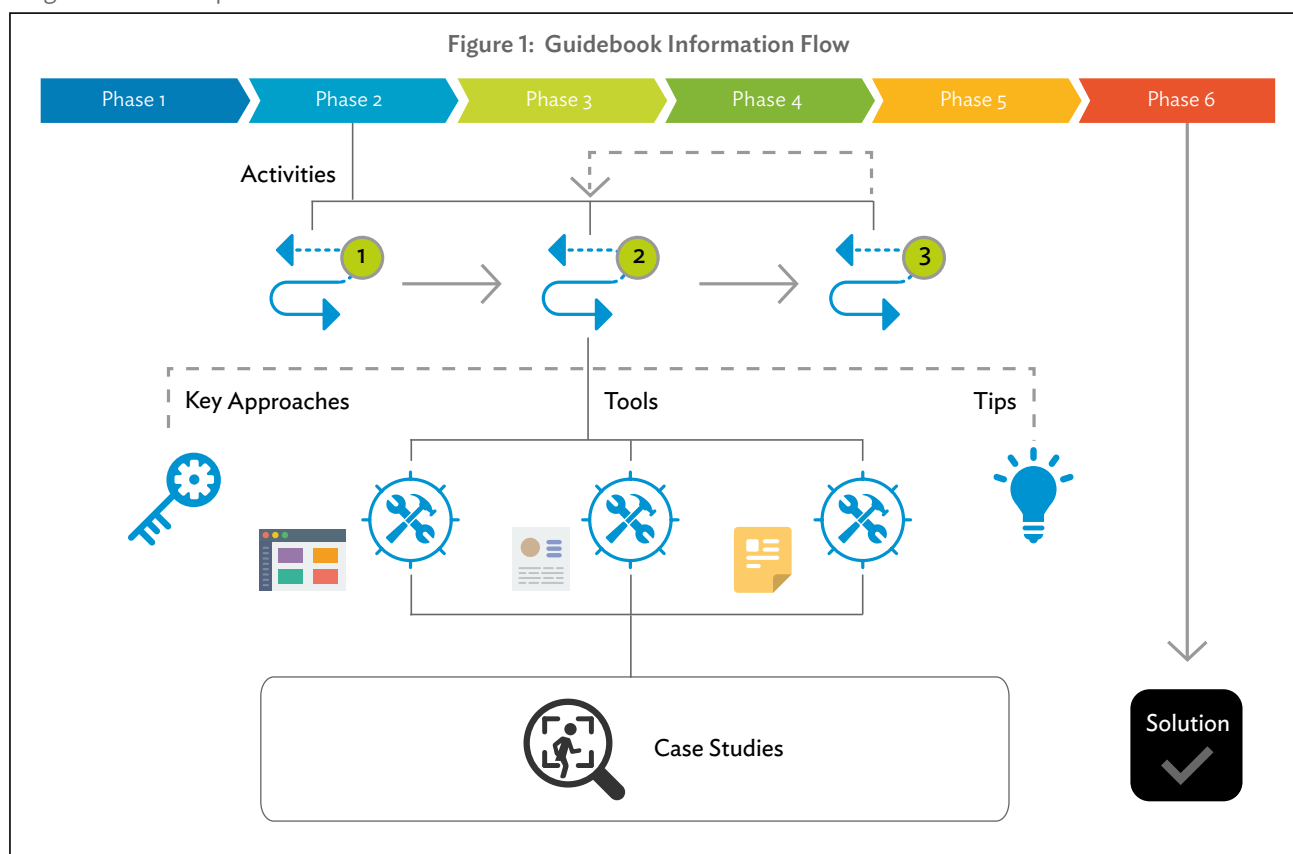 Figure 1: Guidebook Information Flow
Phase 1
Phase 2
Phase 3
Phase 4
Phase 5
Phase 6
Activities
1
2
3
Key Approaches
Tools
Tips
Case Studies
Solution